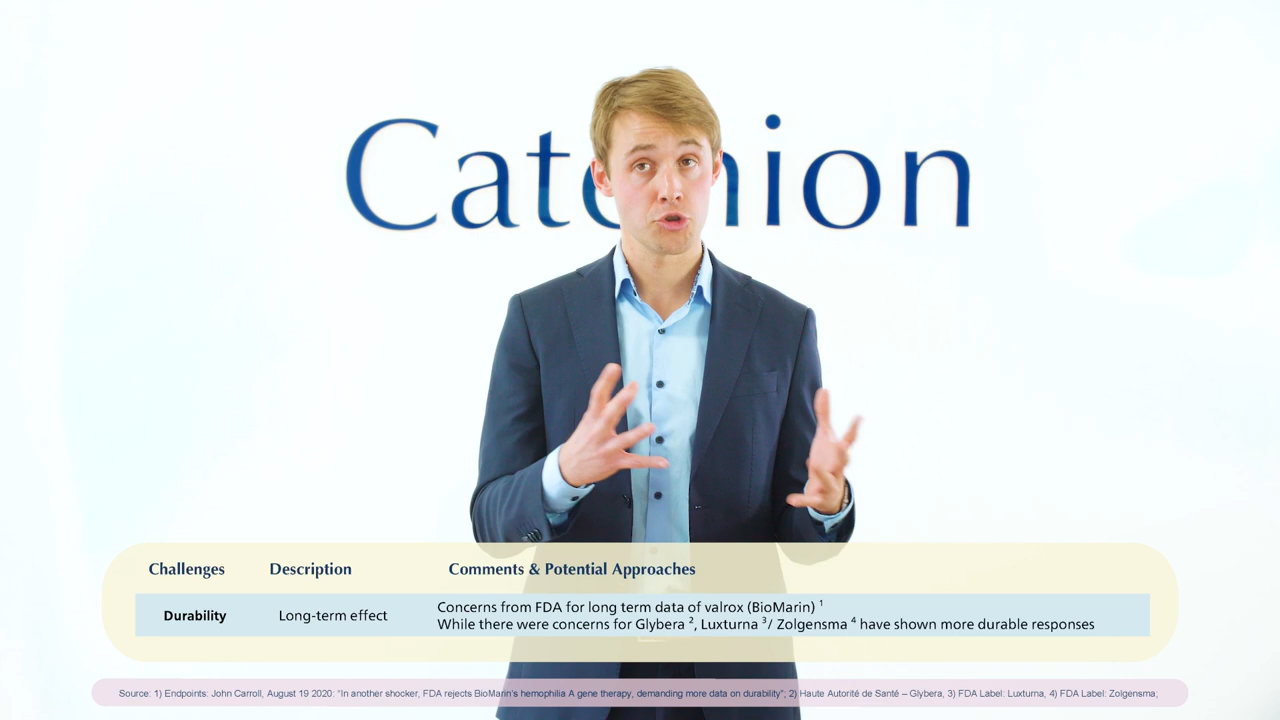 Catenion
Challenges Description Comments & Potential Approaches
Durability Long-term effect
Concerns from FDA for long term data of valrox (BioMarin) ¹
While there were concerns for Glybera ², Luxturna ³/ Zolgensma ⁴ have shown more durable responses
Source: 1) Endpoints: John Carroll, August 19 2020: “In another shocker, FDA rejects BioMarin's hemophilia A gene therapy, demanding more data on durability”; 2) Haute Autorité de Santé – Glybera, 3) FDA Label: Luxturna, 4) FDA Label: Zolgensma;